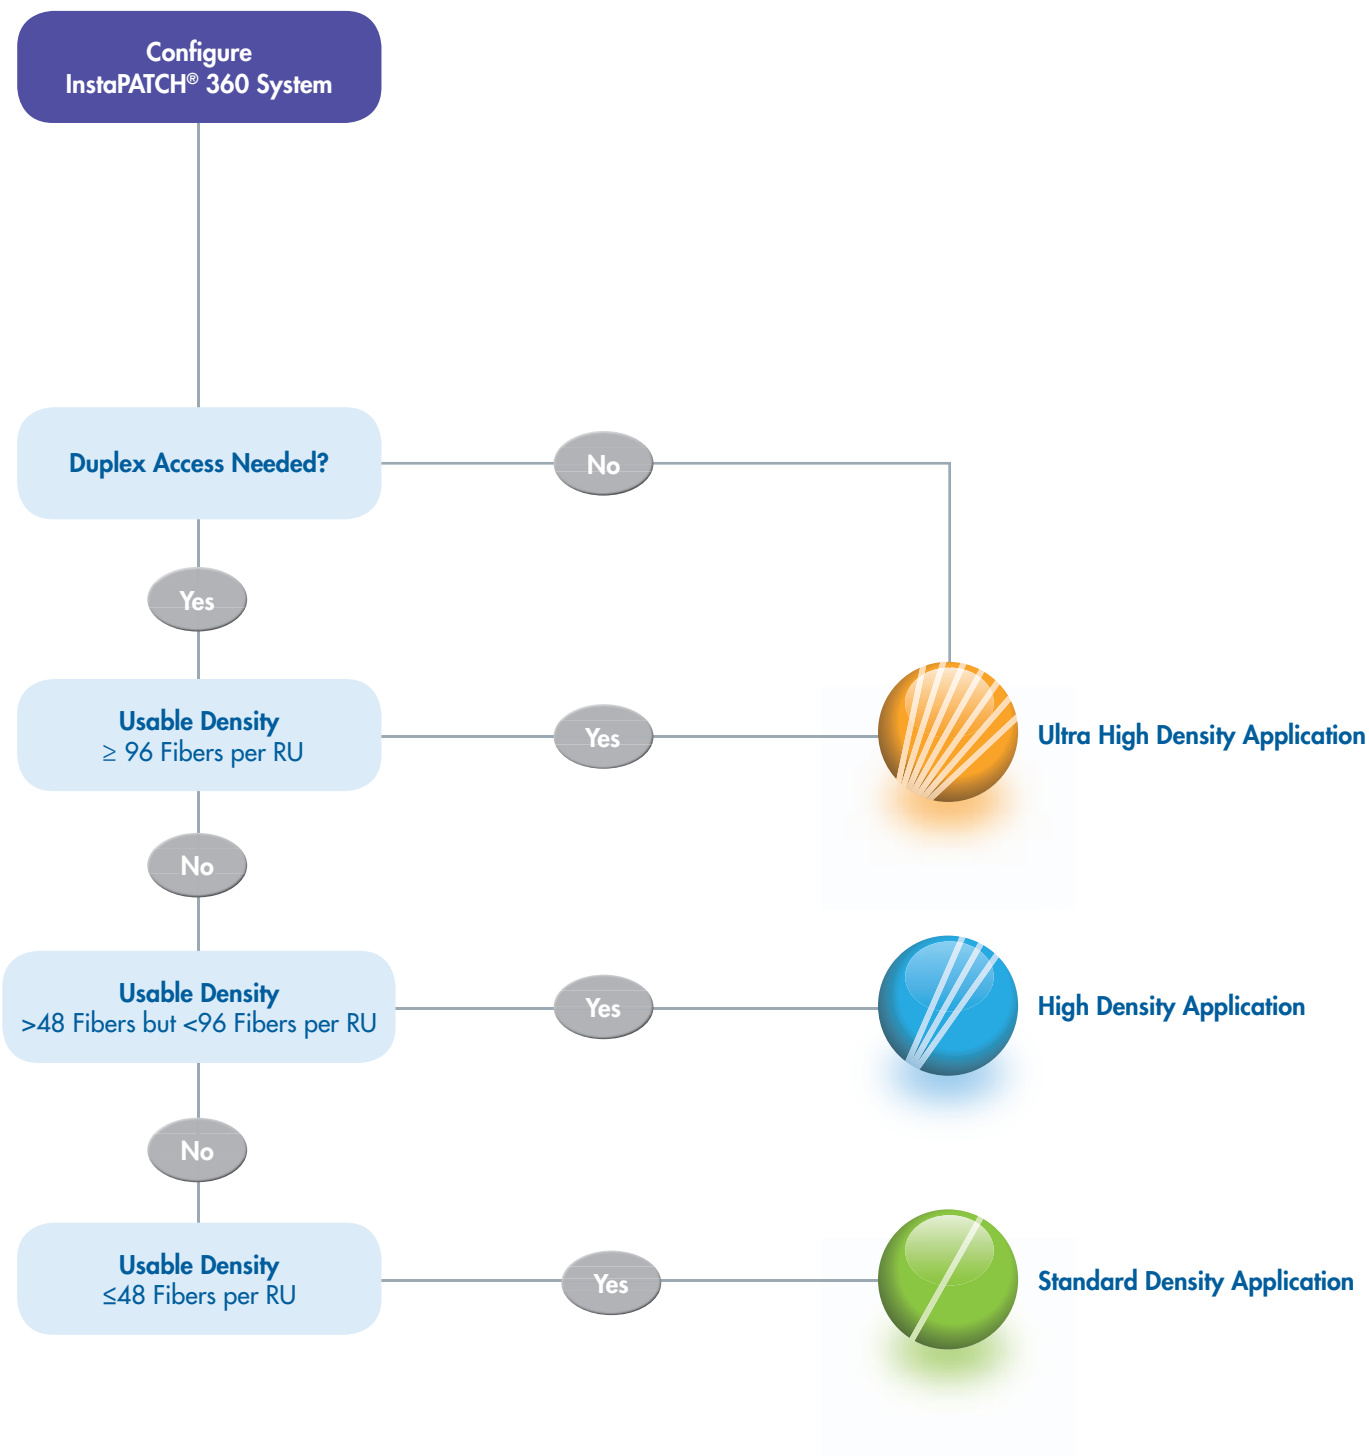 Configure
InstaPATCH® 360 System
Duplex Access Needed?
No
Yes
Usable Density
≥ 96 Fibers per RU
Yes
Ultra High Density Application
No
Usable Density
>48 Fibers but <96 Fibers per RU
Yes
High Density Application
No
Usable Density
≤48 Fibers per RU
Yes
Standard Density Application